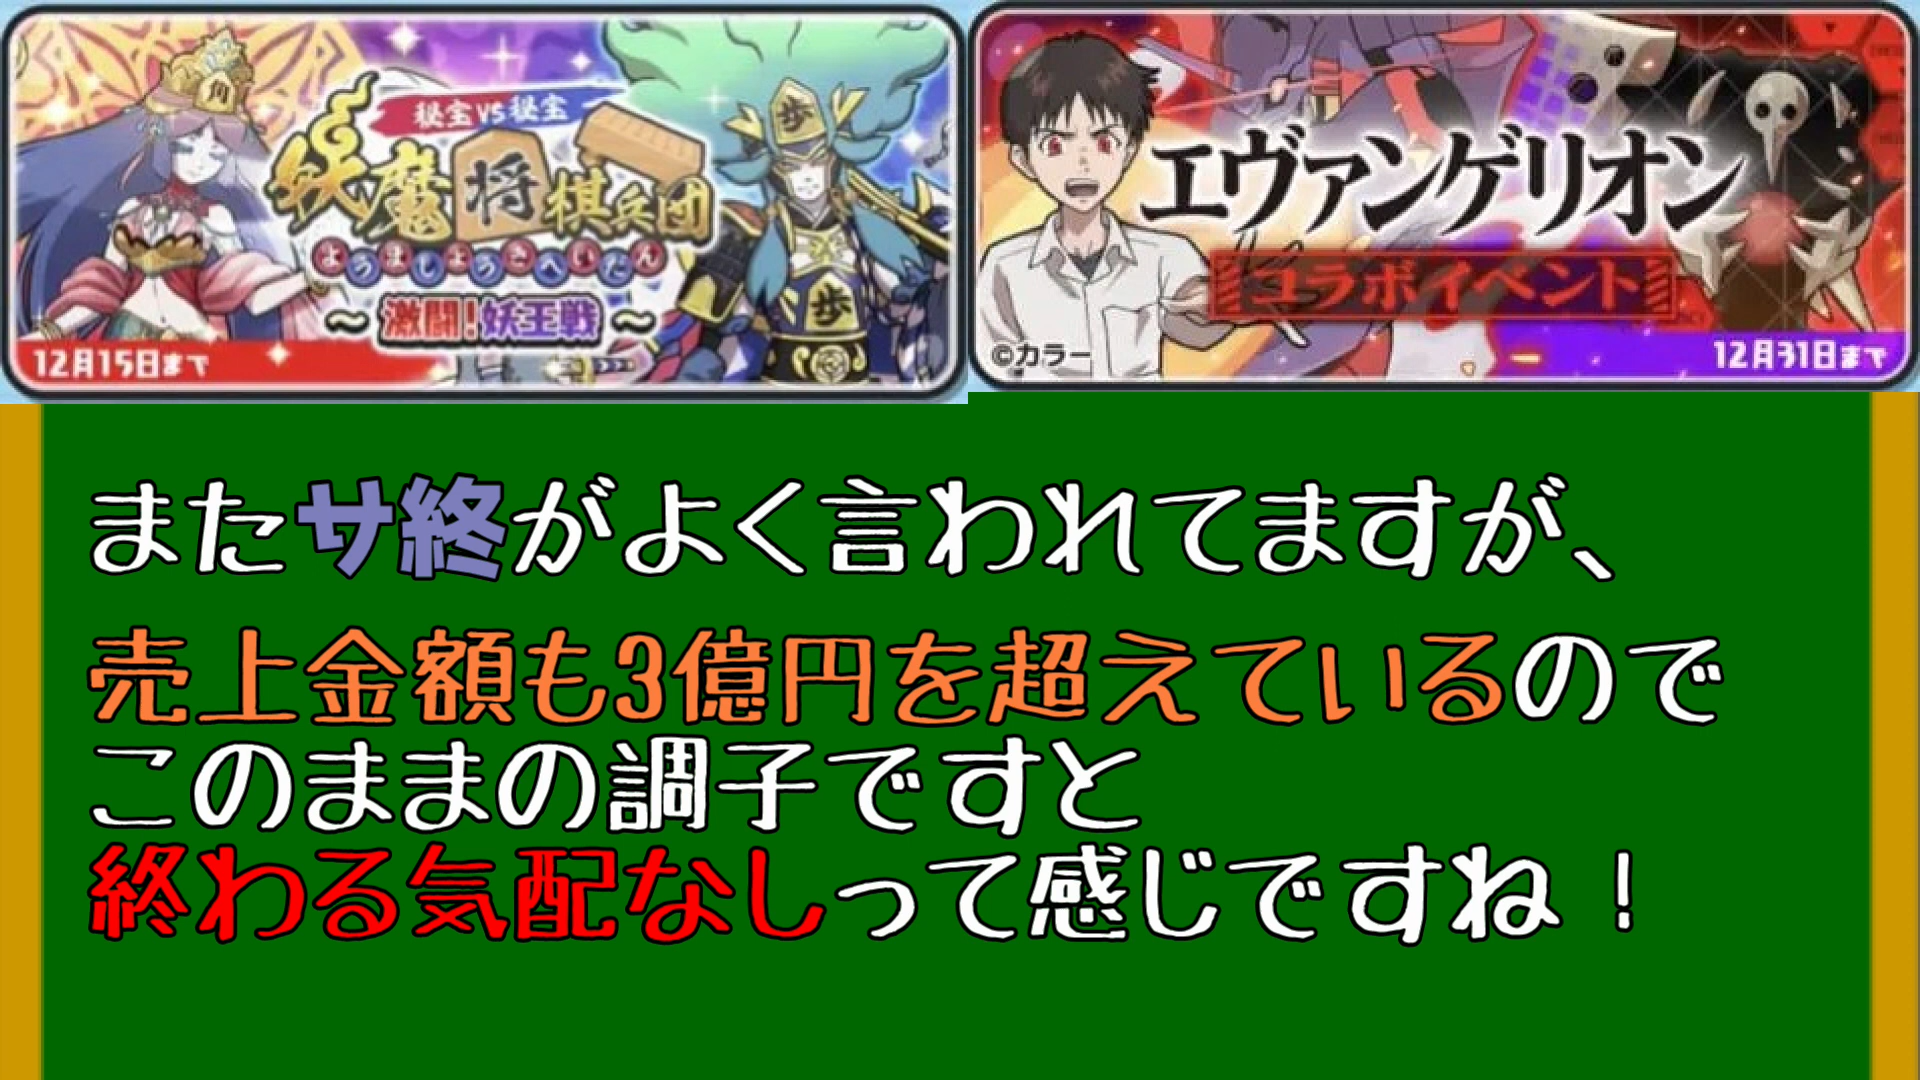 秘宝VS秘宝
妖魔将棋兵団
ようましょうぎへいだん
～激闘!妖王戦～
12月15日まで
角
歩
歩
エヴァンゲリオン
コラボイベント
©カラー
12月31日まで
またサ終がよく言われてますが、
売上金額も3億円を超えているので
このままの調子ですと
終わる気配なしって感じですね！